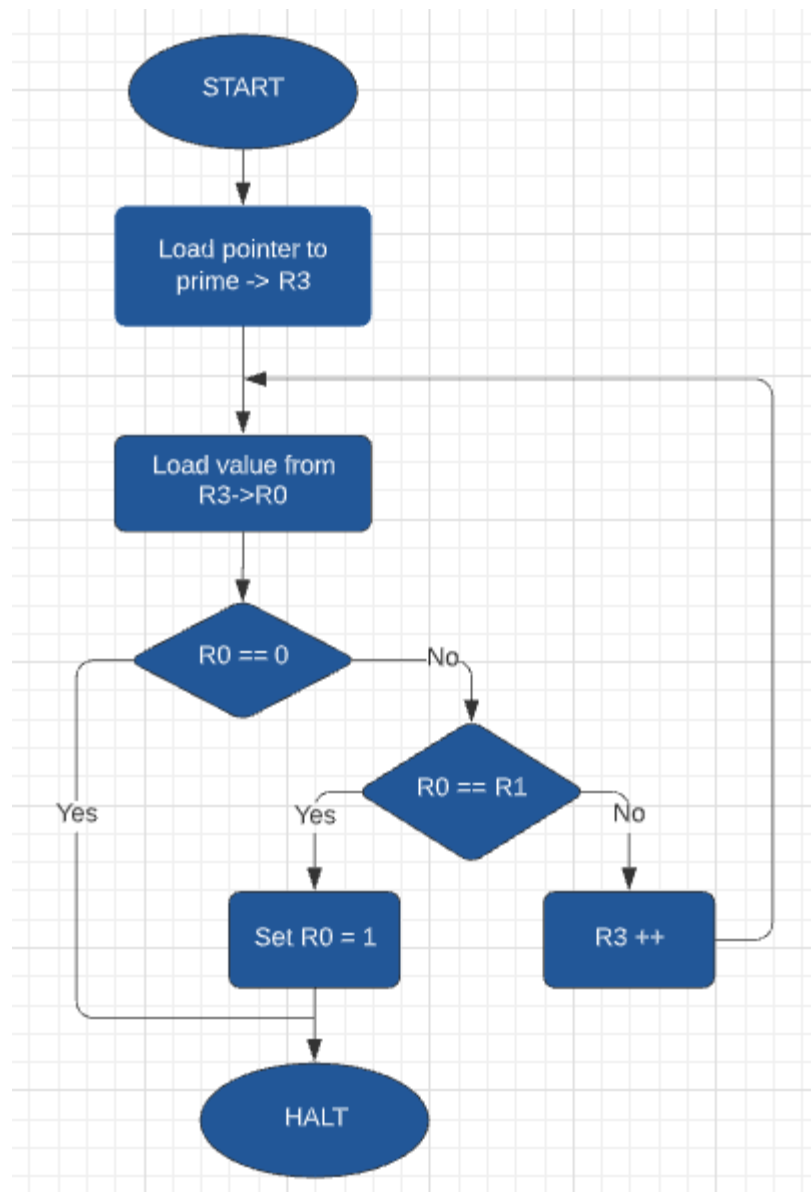 START
Load pointer to
prime -> R3
Load value from
R3->R0
R0 == 0
No
R0 == R1
Yes
Yes
No
Set R0 = 1
R3 ++
HALT